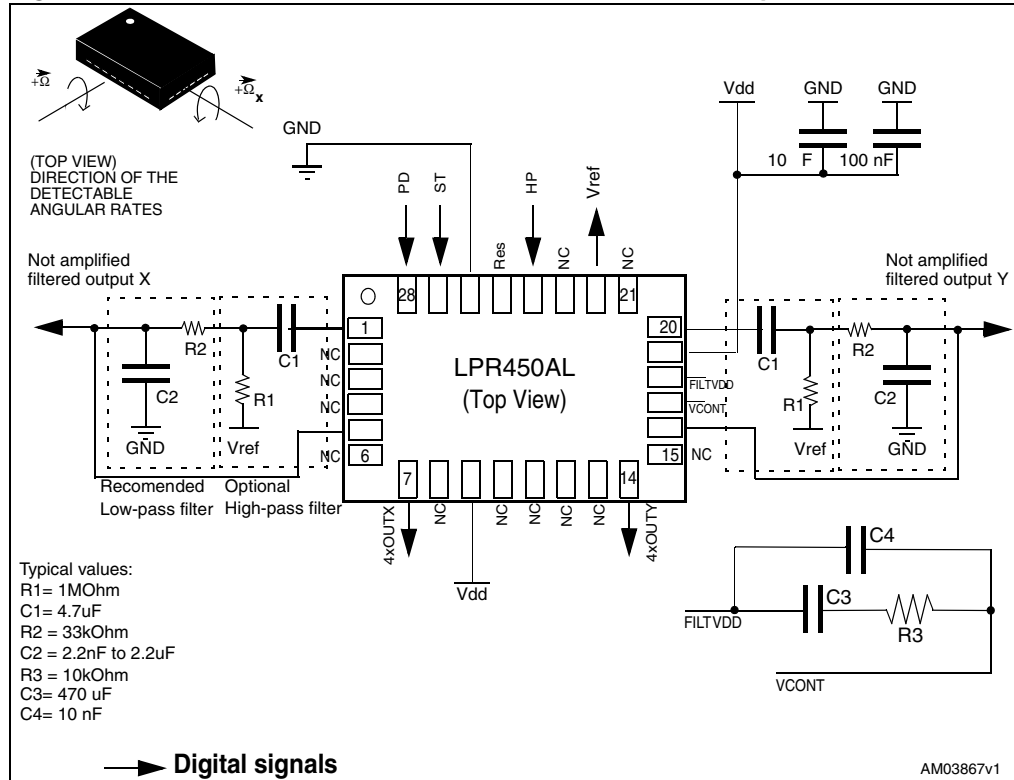 +Ω
+Ωx
(TOP VIEW)
DIRECTION OF THE
DETECTABLE
ANGULAR RATES
GND
PD
ST
Res
HP
NC
Vref
NC
Vdd
GND
GND
10 F
100 nF
Not amplified
filtered output X
Not amplified
filtered output Y
28
21
1
20
R2
C1
C2
R1
GND
Vref
NC
NC
NC
NC
6
LPR450AL
(Top View)
FILTVDD
VCONT
15
NC
C1
R2
R1
C2
Vref
GND
Recomended
Low-pass filter
Optional
High-pass filter
7
14
4xOUTX
NC
NC
NC
NC
NC
4xOUTY
Vdd
Typical values:
R1= 1MOhm
C1= 4.7uF
R2 = 33kOhm
C2 = 2.2nF to 2.2uF
R3 = 10kOhm
C3= 470 uF
C4= 10 nF
C4
C3
R3
FILTVDD
VCONT
Digital signals
AM03867v1